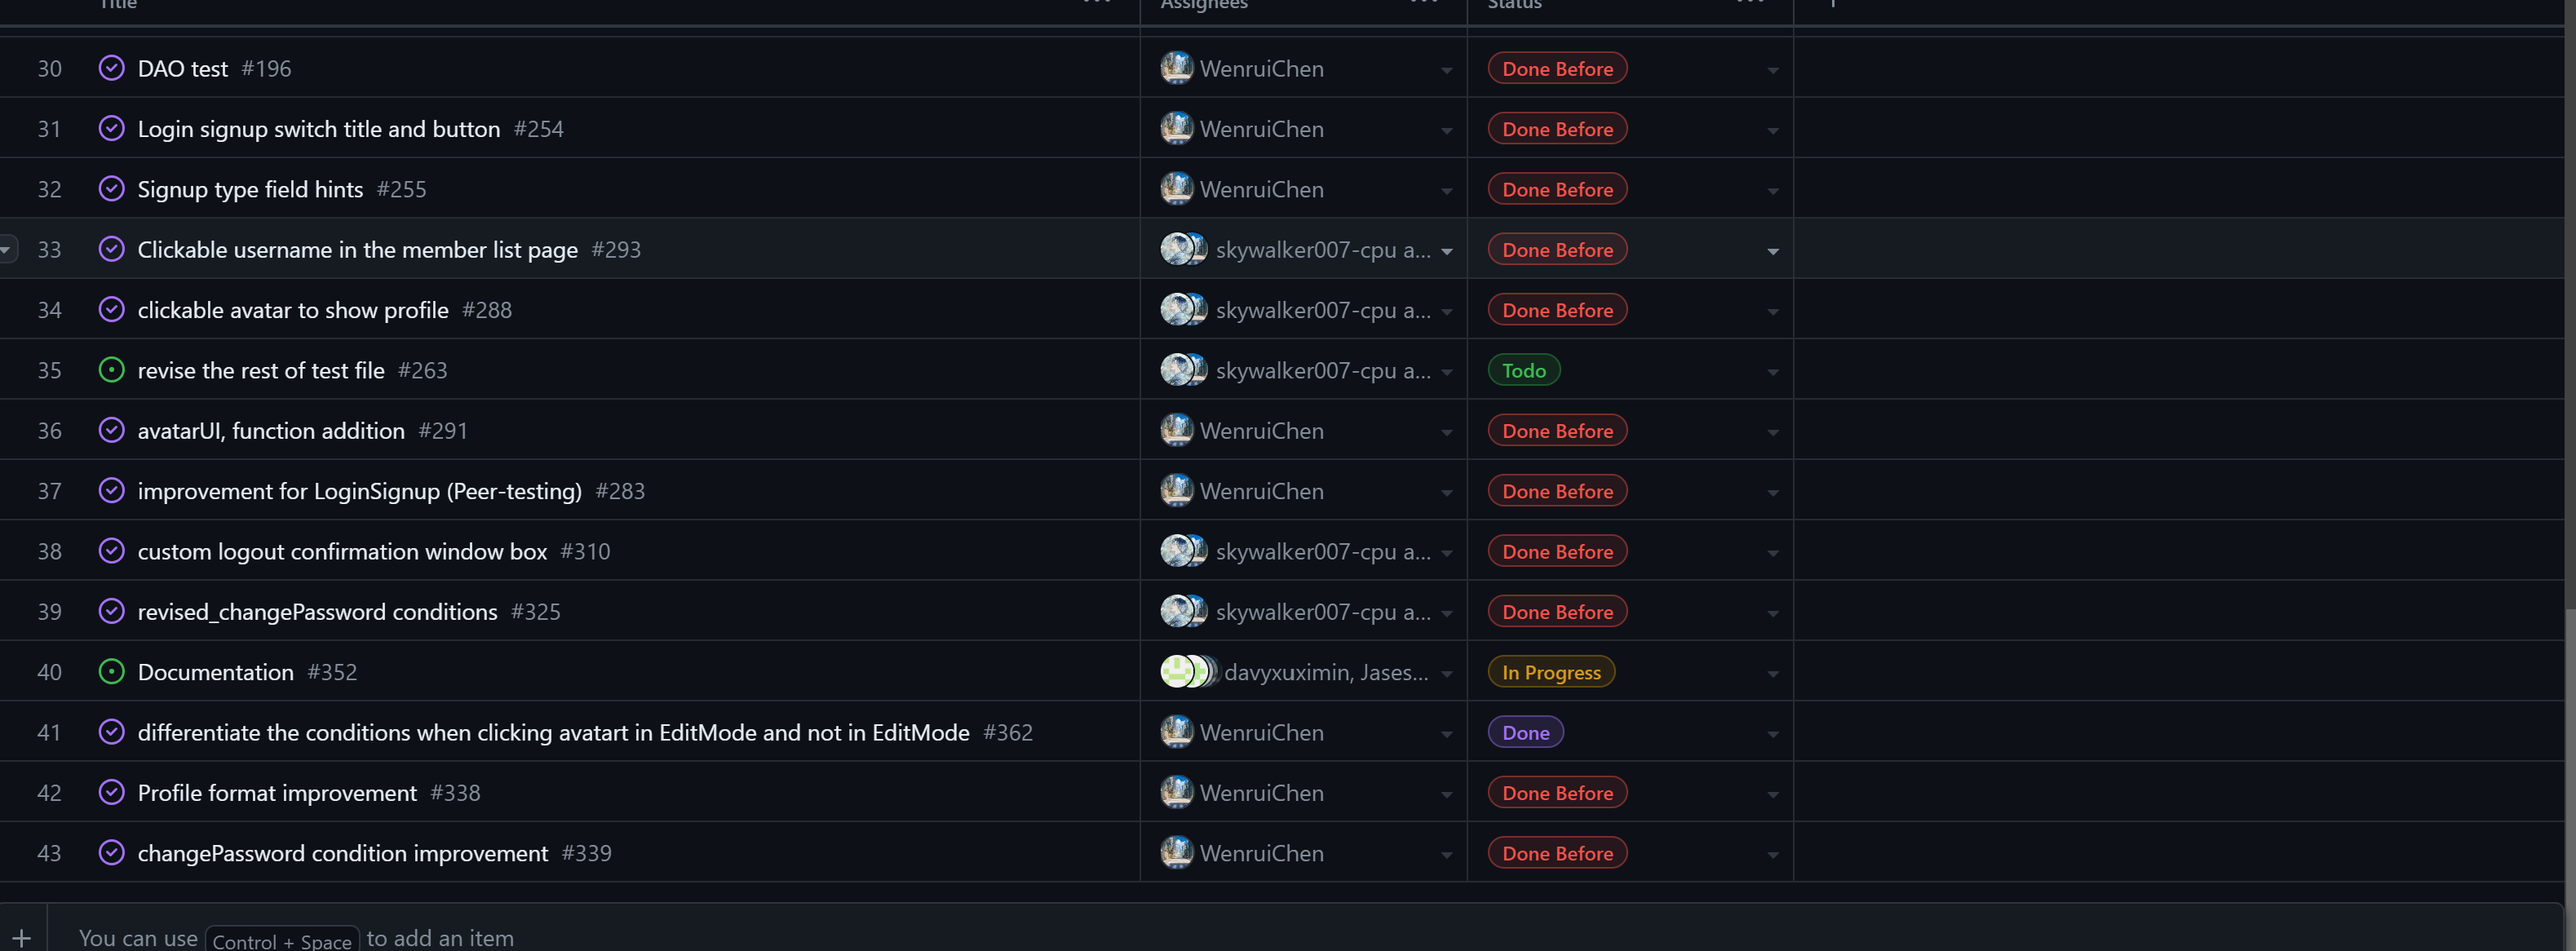 Title Assignees Status
30 DAO test #196 WenruiChen Done Before
31 Login signup switch title and button #254 WenruiChen Done Before
32 Signup type field hints #255 WenruiChen Done Before
33 Clickable username in the member list page #293 skywalker007-cpu a... Done Before
34 clickable avatar to show profile #288 skywalker007-cpu a... Done Before
35 revise the rest of test file #263 skywalker007-cpu a... Todo
36 avatarUI, function addition #291 WenruiChen Done Before
37 improvement for LoginSignup (Peer-testing) #283 WenruiChen Done Before
38 custom logout confirmation window box #310 skywalker007-cpu a... Done Before
39 revised_changePassword conditions #325 skywalker007-cpu a... Done Before
40 Documentation #352 davyxuximin, Jases... In Progress
41 differentiate the conditions when clicking avatart in EditMode and not in EditMode #362 WenruiChen Done
42 Profile format improvement #338 WenruiChen Done Before
43 changePassword condition improvement #339 WenruiChen Done Before
+ You can use Control + Space to add an item